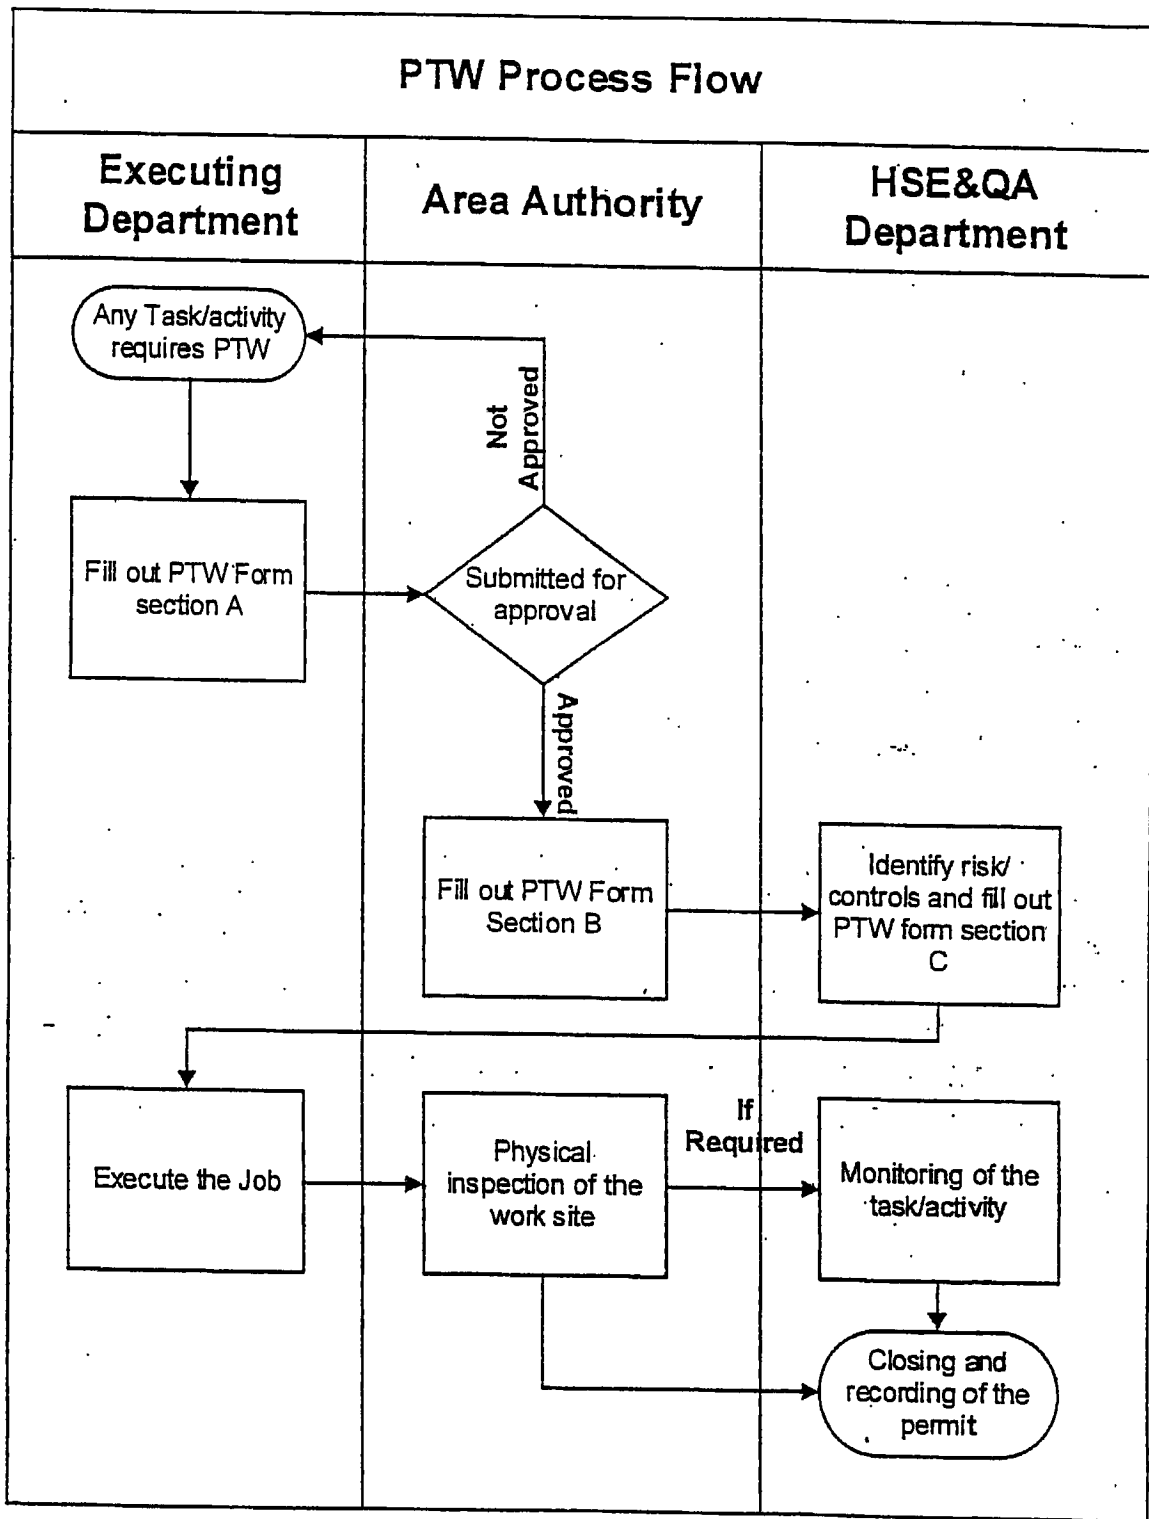 PTW Process Flow
Executing
Department
Area Authority
HSE&QA
Department
Any Task/activity
requires PTW
Not
Approved
Fill out PTW Form
section A
Submitted for
approval
Approved
Fill out PTW Form
Section B
Identify risk/
controls and fill out
PTW form section
C
Execute the Job
Physical
inspection of the
work site
If
Required
Monitoring of the
task/activity
Closing and
recording of the
permit